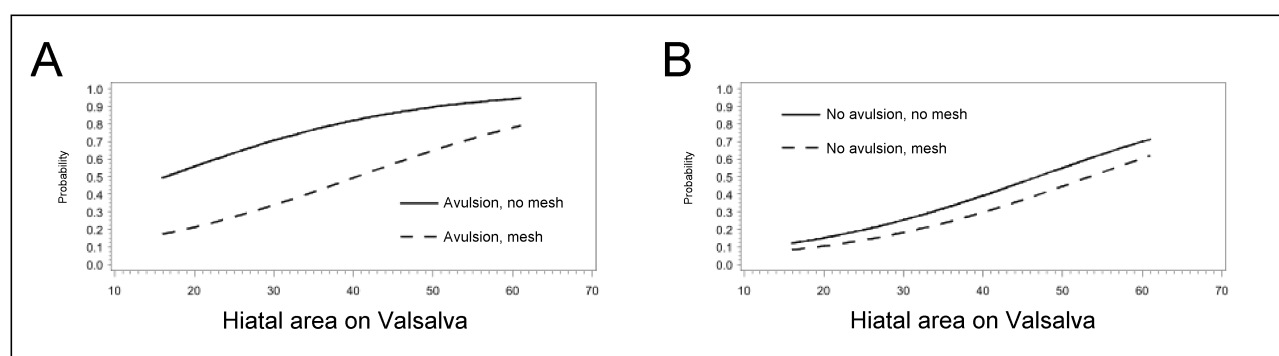 A
1.0
0.9
0.8
0.7
0.6
0.5
0.4
0.3
0.2
0.1
0.0
Probability
Avulsion, no mesh
Avulsion, mesh
10 20 30 40 50 60 70
Hiatal area on Valsalva
B
1.0
0.9
0.8
0.7
0.6
0.5
0.4
0.3
0.2
0.1
0.0
Probability
No avulsion, no mesh
No avulsion, mesh
10 20 30 40 50 60 70
Hiatal area on Valsalva